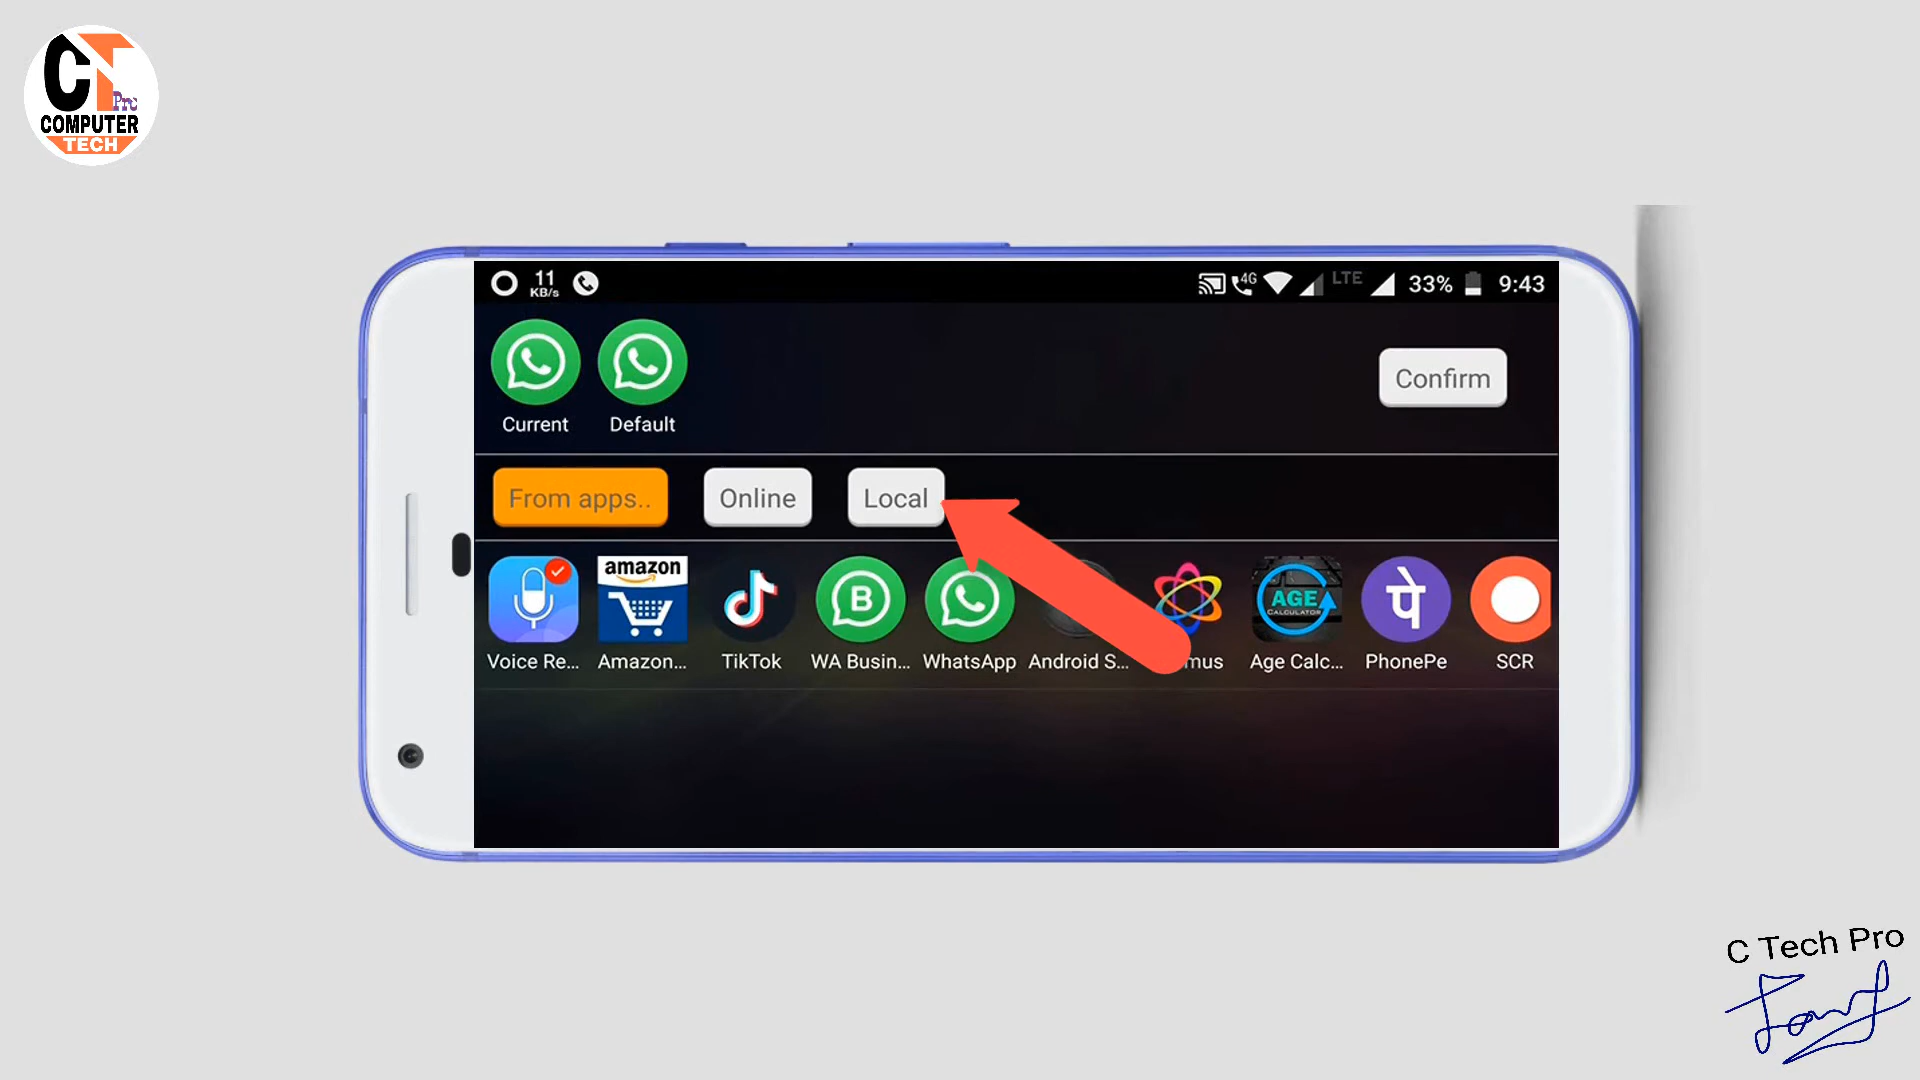 CT
Pro
COMPUTER
TECH
11
KB/s
4G
LTE
33%
9:43
Current
Default
Confirm
From apps..
Online
Local
amazon
B
AGE
CALCULATOR
पे
Voice Re...
Amazon...
TikTok
WA Busin...
WhatsApp
Android S...
mus
Age Calc...
PhonePe
SCR
C Tech Pro